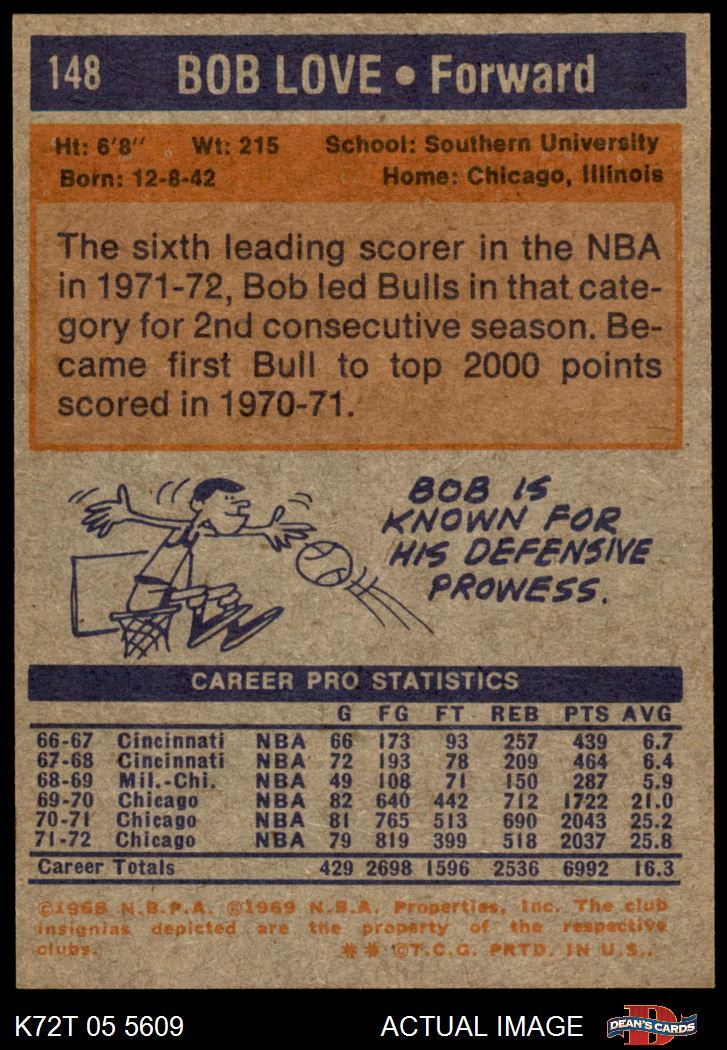 148 BOB LOVE • Forward
Ht: 6'8" Wt: 215 School: Southern University
Born: 12-8-42 Home: Chicago, Illinois
The sixth leading scorer in the NBA
in 1971-72, Bob led Bulls in that cate-
gory for 2nd consecutive season. Be-
came first Bull to top 2000 points
scored in 1970-71.
BOB IS
KNOWN FOR
HIS DEFENSIVE
PROWESS.
CAREER PRO STATISTICS
G FG FT REB PTS AVG
66-67 Cincinnati NBA 66 173 93 257 439 6.7
67-68 Cincinnati NBA 72 193 78 209 464 6.4
68-69 Mil.-Chi. NBA 49 108 71 150 287 5.9
69-70 Chicago NBA 82 640 442 712 1722 21.0
70-71 Chicago NBA 81 765 513 690 2043 25.2
71-72 Chicago NBA 79 819 399 518 2037 25.8
Career Totals 429 2698 1596 2536 6992 16.3
©1968 N.B.P.A. ©1969 N.B.A. Properties, Inc. The club
insignias depicted are the property of the respective
clubs. ** ©T.C.G. PRTD. IN U.S.
K72T 05 5609 ACTUAL IMAGE DEAN'S CARDS